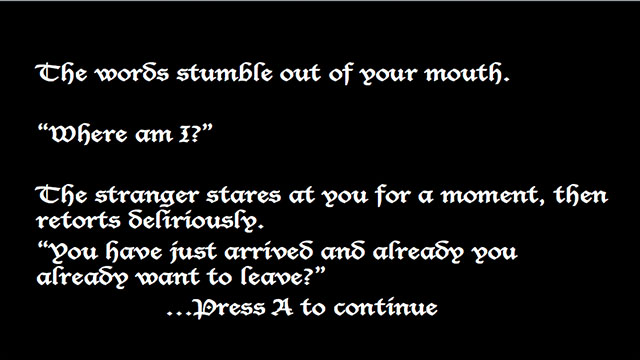 The words stumble out of your mouth.
“Where am I?”
The stranger stares at you for a moment, then
retorts deliriously.
“You have just arrived and already you
already want to leave?”
...Press A to continue